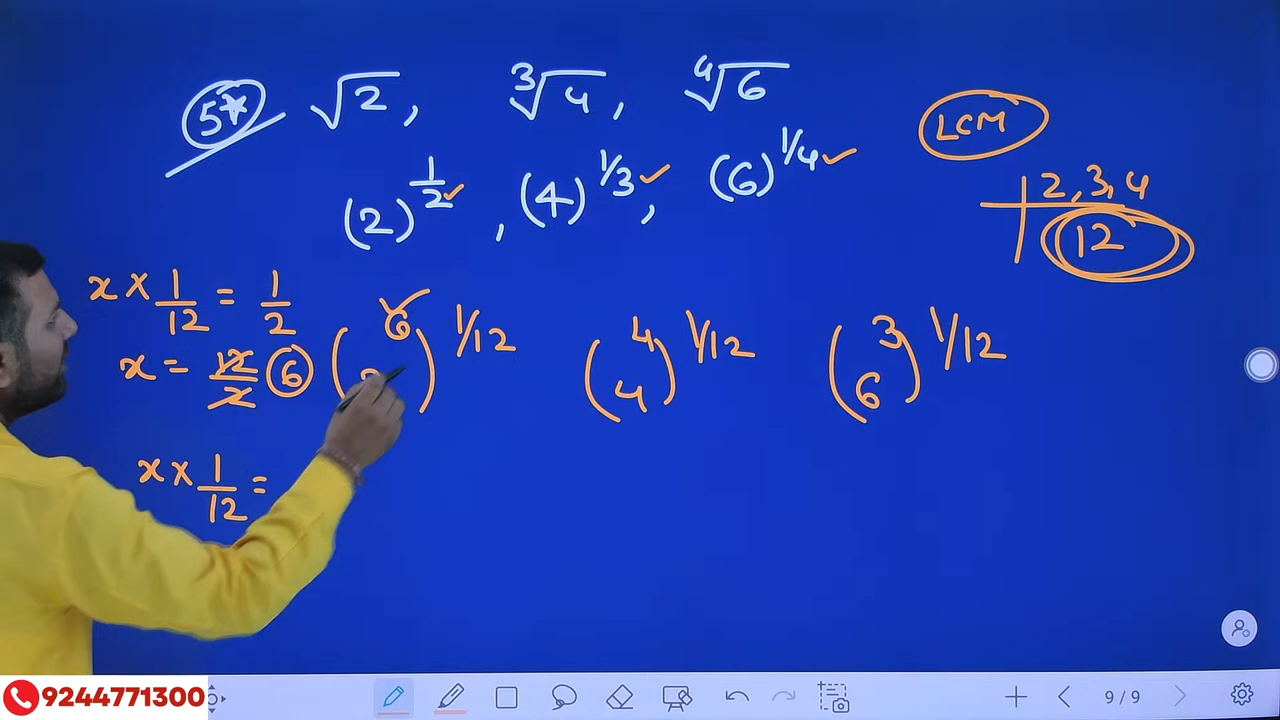 5* √2, ³√4, ⁴√6
LCM
(2)^1/2, (4)^1/3, (6)^1/4
2, 3, 4
12
x × 1/12 = 1/2
x = 12/2 6 ( ^6)^1/12 (4^4)^1/12 (6^3)^1/12
x × 1/12 =
9244771300
9/9